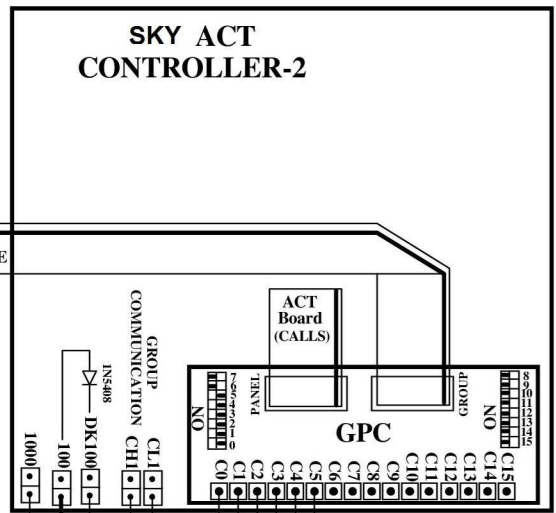 SKY ACT
CONTROLLER-2
E
ACT
Board
(CALLS)
GROUP
COMMUNICATION
1N5408
1000
100
DK100
CH1
CL1
7
6
5
4
3
2
1
0
ON
PANEL
GROUP
GPC
ON
8
9
10
11
12
13
14
15
C0
C1
C2
C3
C4
C5
C6
C7
C8
C9
C10
C11
C12
C13
C14
C15